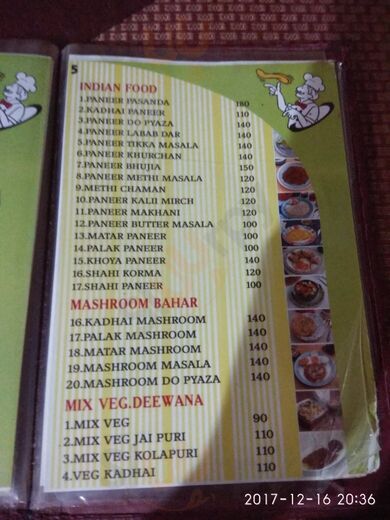 5
INDIAN FOOD
1.PANEER PASANDA 180
2.KADHAI PANEER 110
3.PANEER DO PYAZA 140
4.PANEER LABAB DAR 140
5.PANEER TIKKA MASALA 140
6.PANEER KHURCHAN 140
7.PANEER BHUJIA 150
8.PANEER METHI MASALA 120
9.METHI CHAMAN 120
10.PANEER KALII MIRCH 120
11.PANEER MAKHANI 120
12.PANEER BUTTER MASALA 100
13.MATAR PANEER 100
14.PALAK PANEER 100
15.KHOYA PANEER 140
16.SHAHI KORMA 120
17.SHAHI PANEER 100
MASHROOM BAHAR
16.KADHAI MASHROOM 140
17.PALAK MASHROOM 140
18.MATAR MASHROOM 140
19.MASHROOM MASALA 140
20.MASHROOM DO PYAZA 140
MIX VEG.DEEWANA
1.MIX VEG 90
2.MIX VEG JAI PURI 110
3.MIX VEG KOLAPURI 110
4.VEG KADHAI 110
2017-12-16 20:36